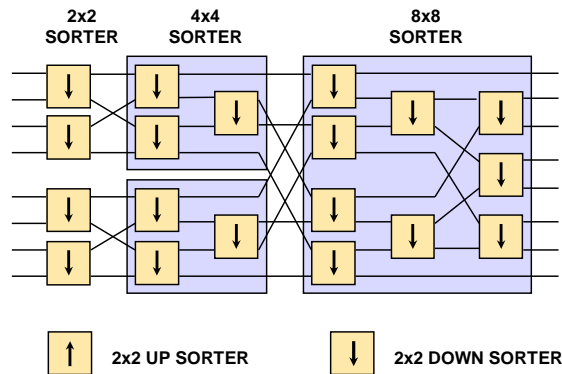 2x2
SORTER
4x4
SORTER
8x8
SORTER
2x2 UP SORTER
2x2 DOWN SORTER